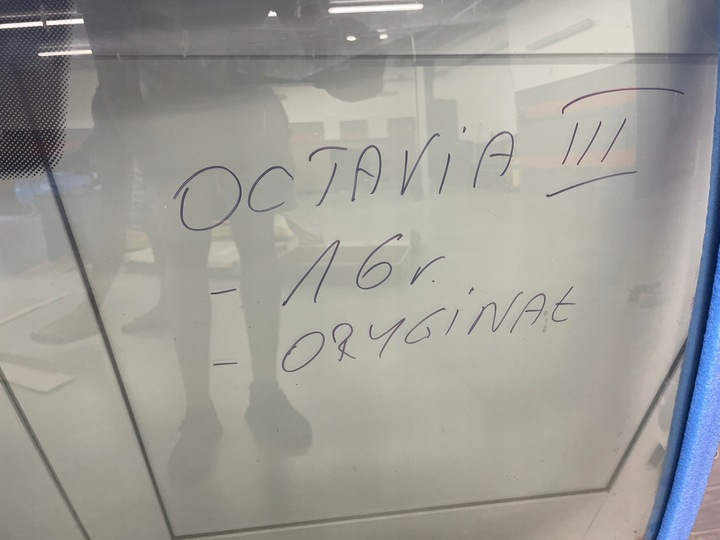 OCTAVIA III
- 16r.
- ORYGINAŁ